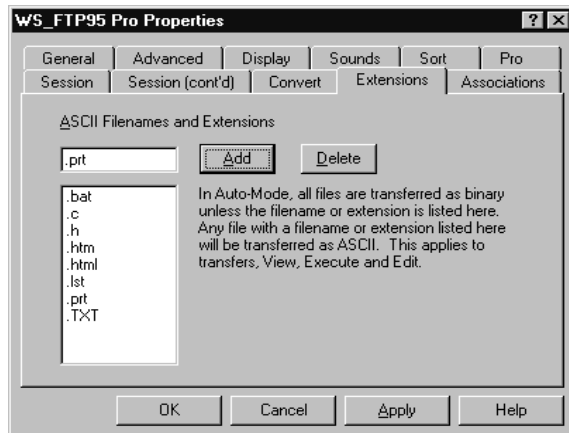 WS_FTP95 Pro Properties
General Advanced Display Sounds Sort Pro
Session Session (cont'd) Convert Extensions Associations
ASCII Filenames and Extensions
.prt Add Delete
.bat
.c
.h
.htm
.html
.lst
.prt
.TXT
In Auto-Mode, all files are transferred as binary
unless the filename or extension is listed here.
Any file with a filename or extension listed here
will be transferred as ASCII. This applies to
transfers, View, Execute and Edit.
OK Cancel Apply Help